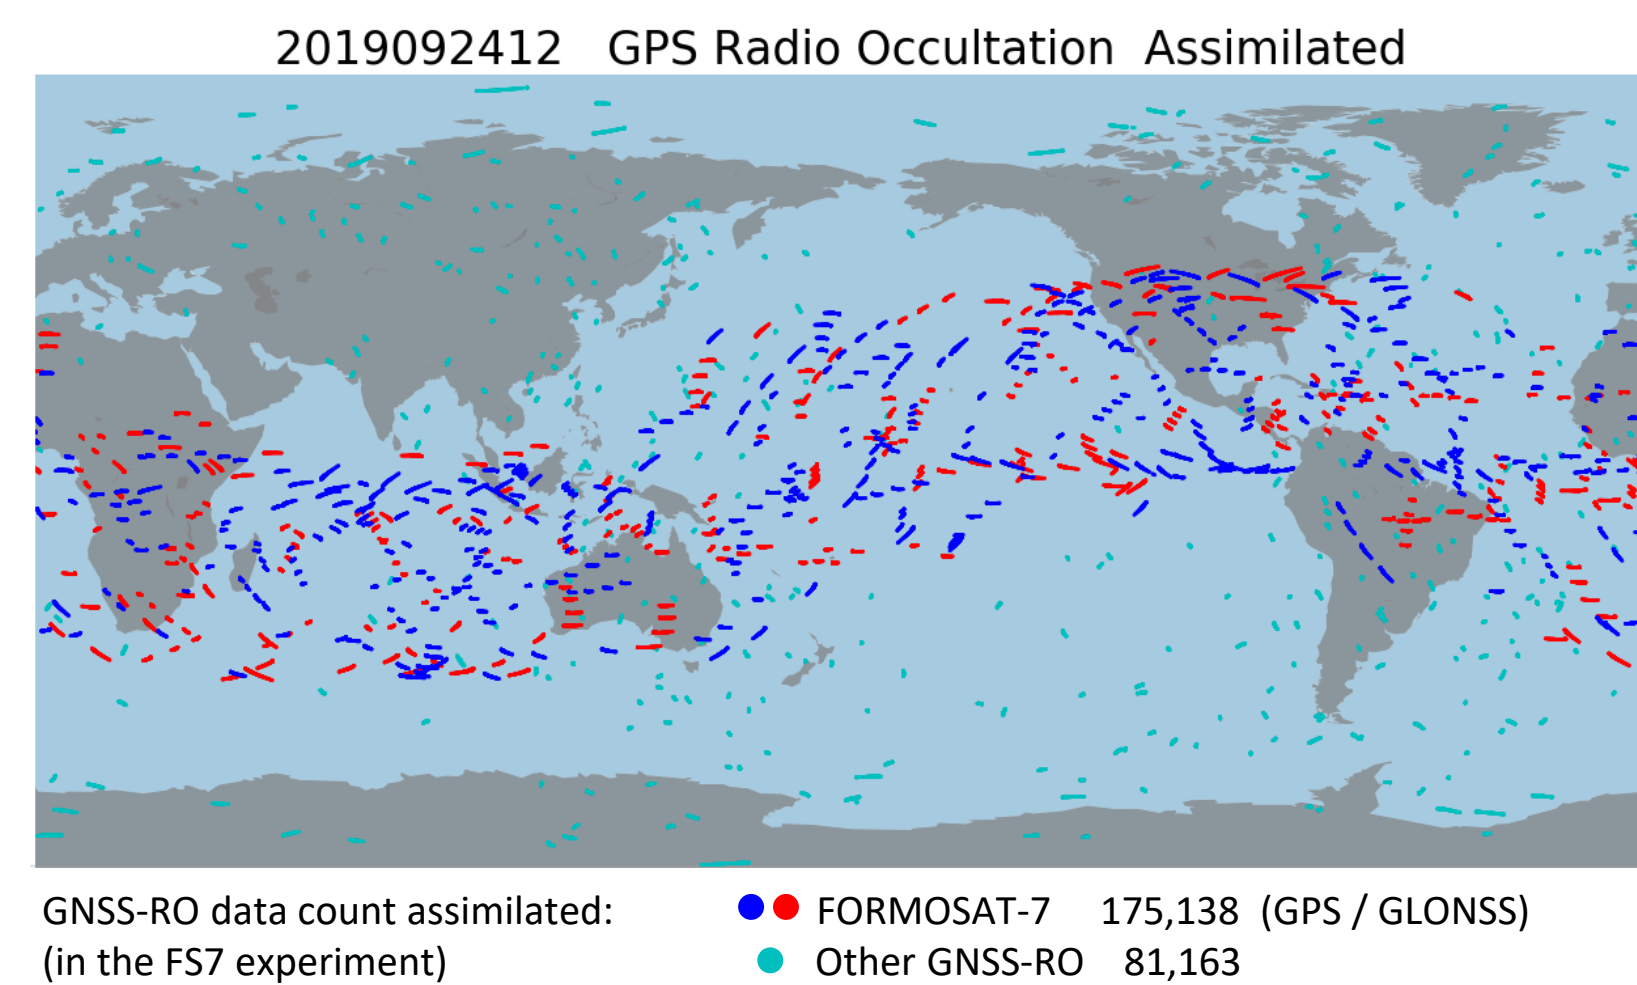 2019092412 GPS Radio Occultation Assimilated
GNSS-RO data count assimilated:
(in the FS7 experiment)
FORMOSAT-7 175,138 (GPS / GLONSS)
Other GNSS-RO 81,163